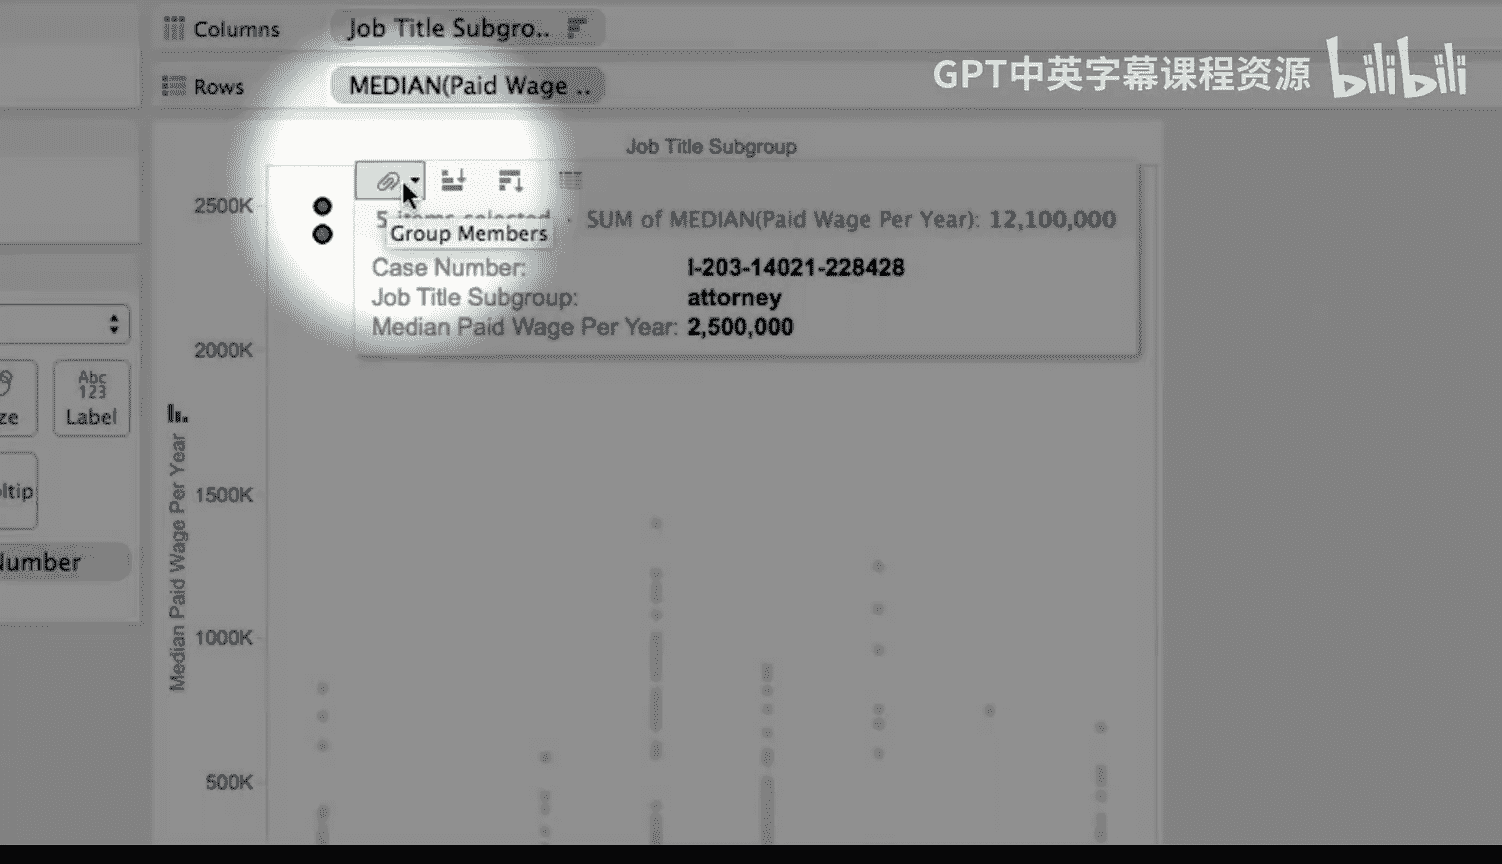 Columns
Job Title Subgro..
Rows
MEDIAN(Paid Wage ..
GPT中英字幕课程资源 bilibili
Job Title Subgroup
5 items selected · SUM of MEDIAN(Paid Wage Per Year): 12,100,000
Group Members
Case Number: I-203-14021-228428
Job Title Subgroup: attorney
Median Paid Wage Per Year: 2,500,000
2500K
2000K
1500K
1000K
500K
Median Paid Wage Per Year
ze
Abc
123
Label
ltip
Number